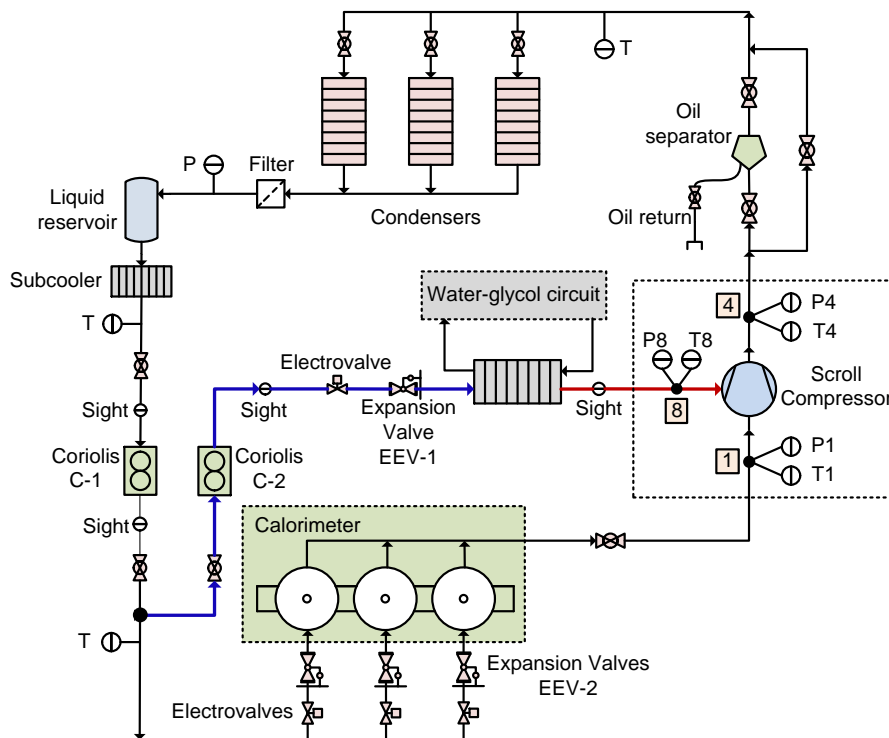 T
Oil
separator
P
Filter
Liquid
reservoir
Condensers
Oil return
Subcooler
Water-glycol circuit
4
P4
T4
T
Electrovalve
P8
T8
Scroll
Compressor
Sight
Sight
Expansion
Valve
EEV-1
Sight
8
Coriolis
C-1
Coriolis
C-2
1
P1
T1
Sight
Calorimeter
T
Expansion Valves
EEV-2
Electrovalves